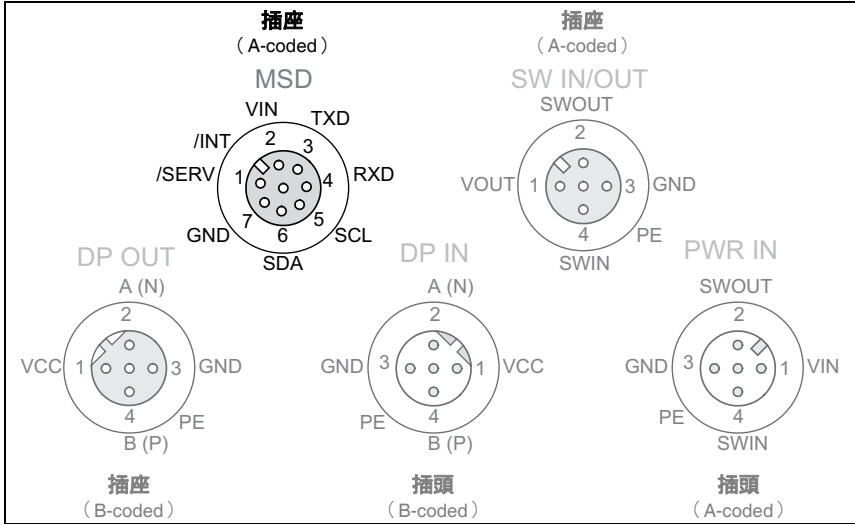 插座
（A-coded）
MSD
VIN
TXD
/INT
2
3
/SERV
1
4
RXD
7
5
GND
6
SCL
SDA
插座
（A-coded）
SW IN/OUT
SWOUT
2
VOUT
1
3
GND
4
PE
SWIN
DP OUT
A (N)
2
VCC
1
3
GND
4
PE
B (P)
插座
（B-coded）
DP IN
A (N)
2
GND
3
1
VCC
PE
4
B (P)
插頭
（B-coded）
PWR IN
SWOUT
2
GND
3
1
VIN
PE
4
SWIN
插頭
（A-coded）